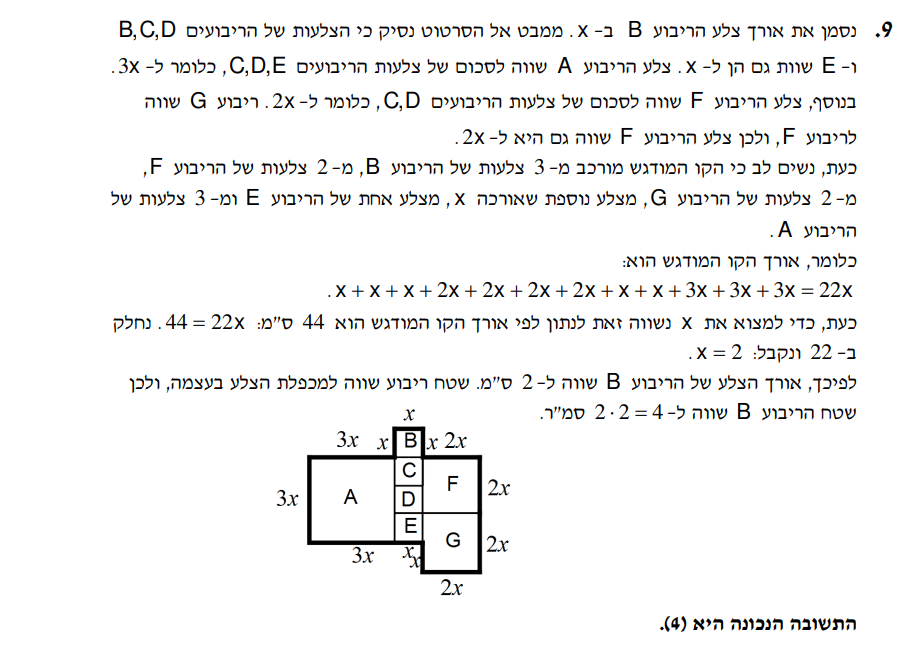 9. נסמן את אורך צלע הריבוע B ב- x. ממבט אל הסרטוט נסיק כי הצלעות של הריבועים B,C,D
ו- E שוות גם הן ל- x. צלע הריבוע A שווה לסכום של צלעות הריבועים C,D,E, כלומר ל- 3x.
בנוסף, צלע הריבוע F שווה לסכום של צלעות הריבועים C,D, כלומר ל- 2x. ריבוע G שווה
לריבוע F, ולכן צלע הריבוע F שווה גם היא ל- 2x.
כעת, נשים לב כי הקו המודגש מורכב מ- 3 צלעות של הריבוע B, מ- 2 צלעות של הריבוע F,
מ- 2 צלעות של הריבוע G, מצלע נוספת שאורכה x, מצלע אחת של הריבוע E ומ- 3 צלעות של
הריבוע A.
כלומר, אורך הקו המודגש הוא:
x + x + x + 2x + 2x + 2x + 2x + x + x + 3x + 3x + 3x = 22x.
כעת, כדי למצוא את x נשווה זאת לנתון לפי אורך הקו המודגש הוא 44 ס"מ: 44 = 22x. נחלק
ב- 22 ונקבל: x = 2.
לפיכך, אורך הצלע של הריבוע B שווה ל- 2 ס"מ. שטח ריבוע שווה למכפלת הצלע בעצמה, ולכן
שטח הריבוע B שווה ל- 2 · 2 = 4 סמ"ר.
x
3x x B x 2x
C
F 2x
3x A D
E
G 2x
3x x x
2x
התשובה הנכונה היא (4).